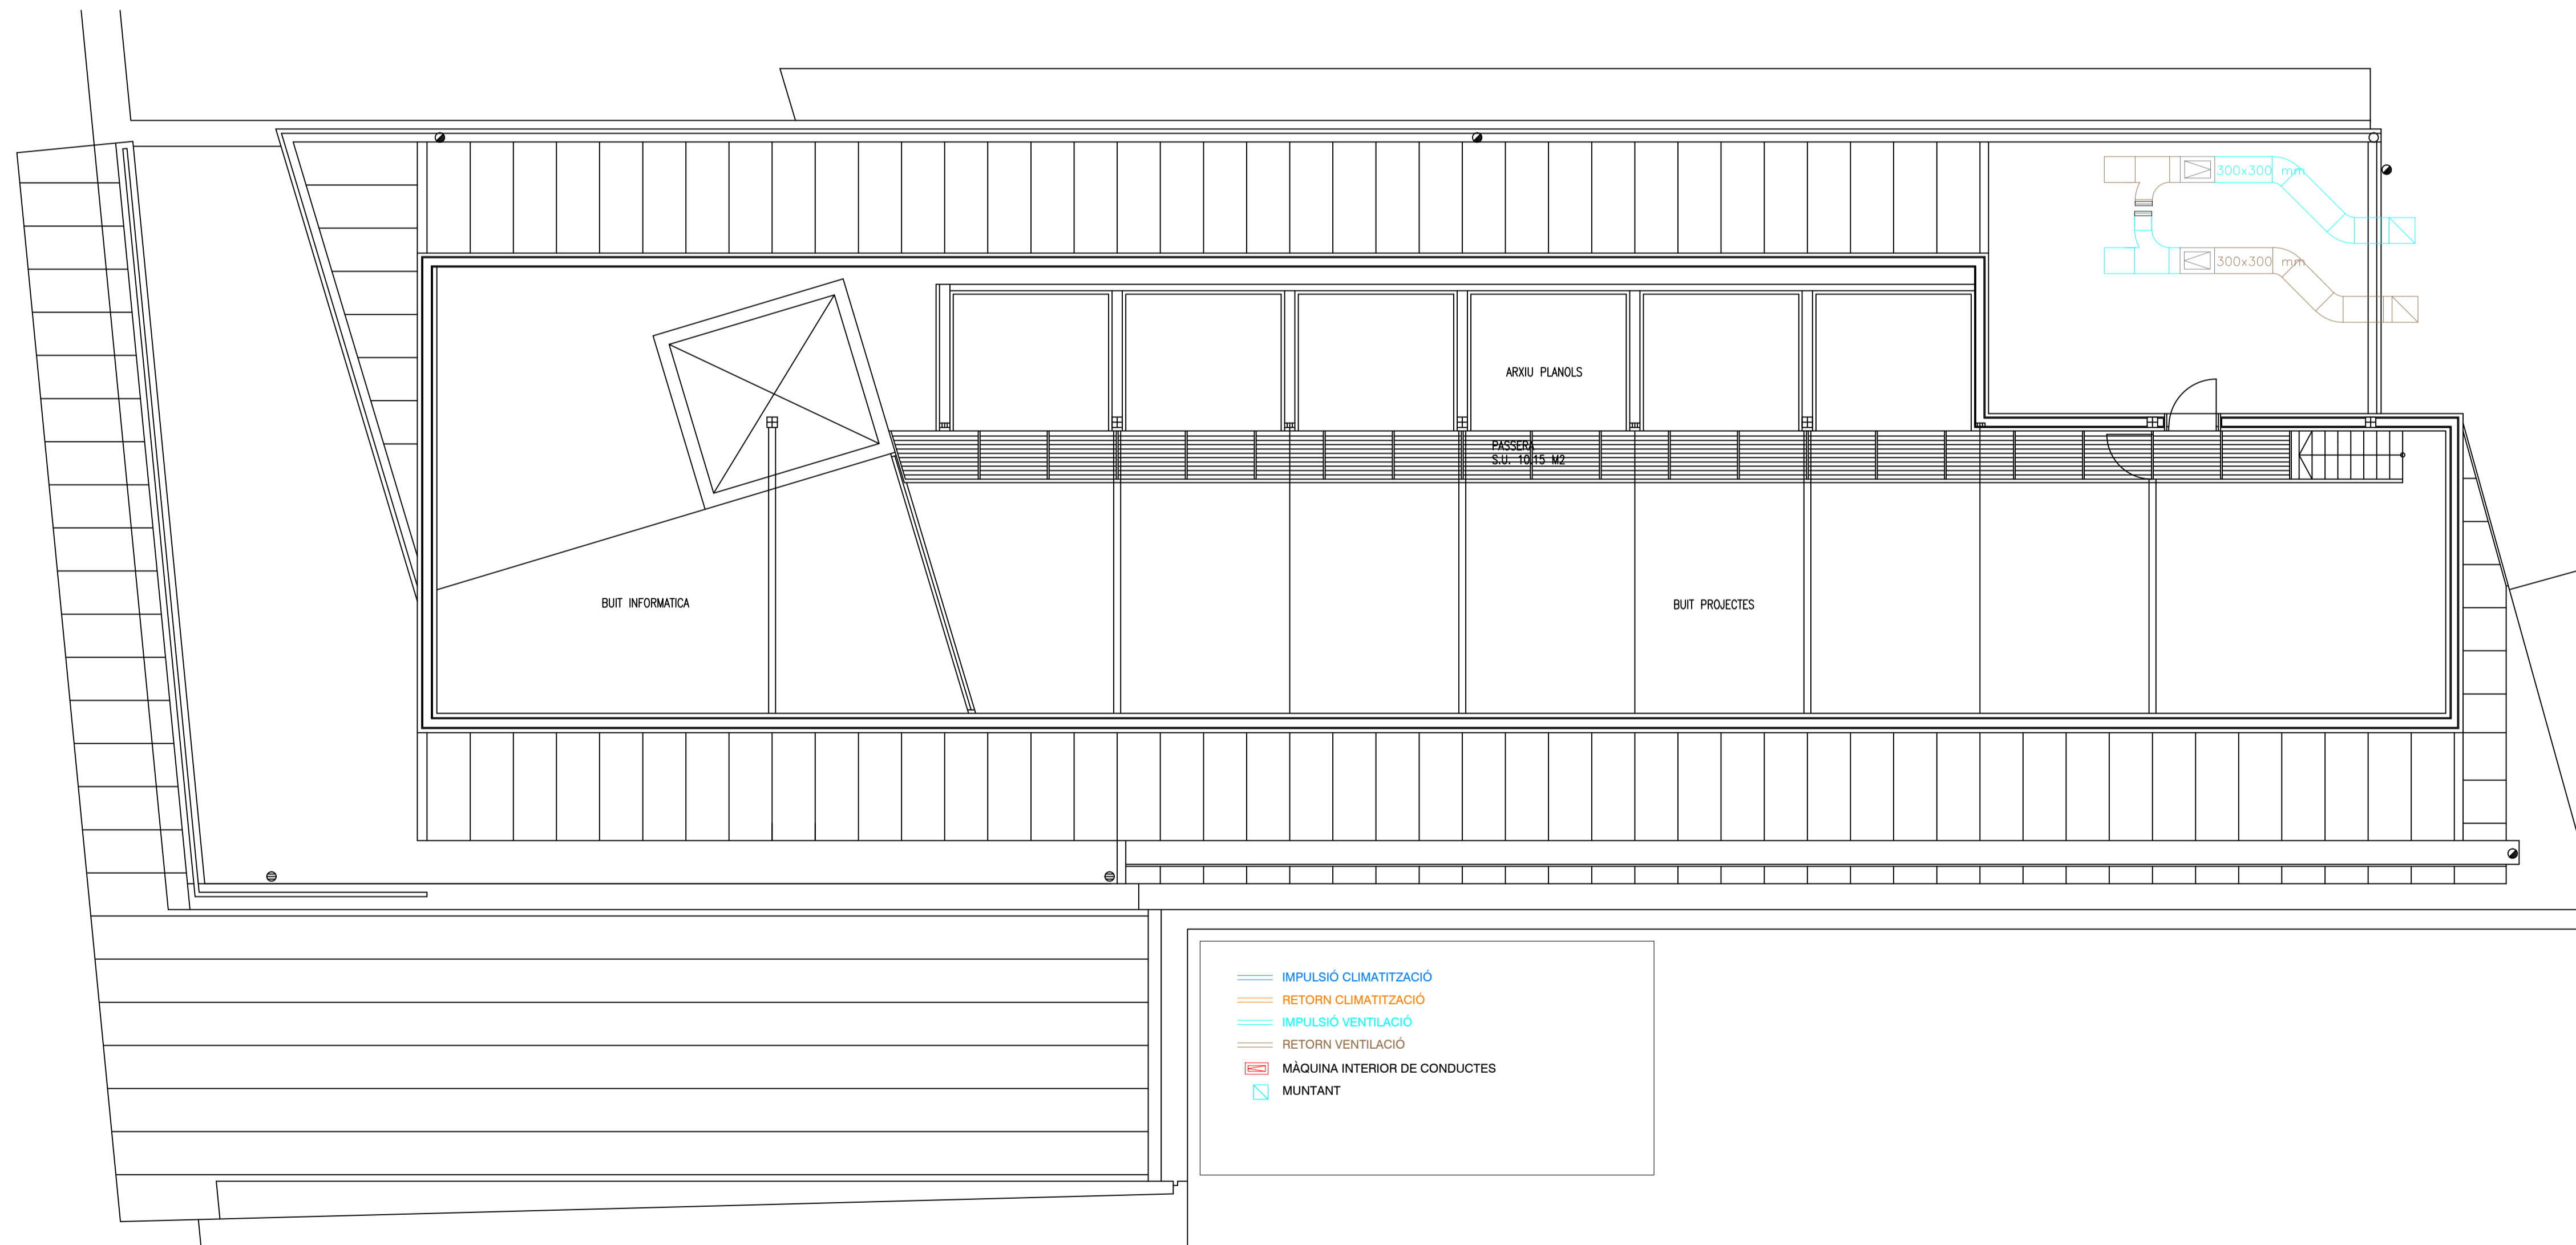 300x300 mm
300x300 mm
ARXIU PLANOLS
PASSERA
S.U. 10,15 M2
BUIT INFORMATICA
BUIT PROJECTES
IMPULSIÓ CLIMATITZACIÓ
RETORN CLIMATITZACIÓ
IMPULSIÓ VENTILACIÓ
RETORN VENTILACIÓ
MÀQUINA INTERIOR DE CONDUCTES
MUNTANT